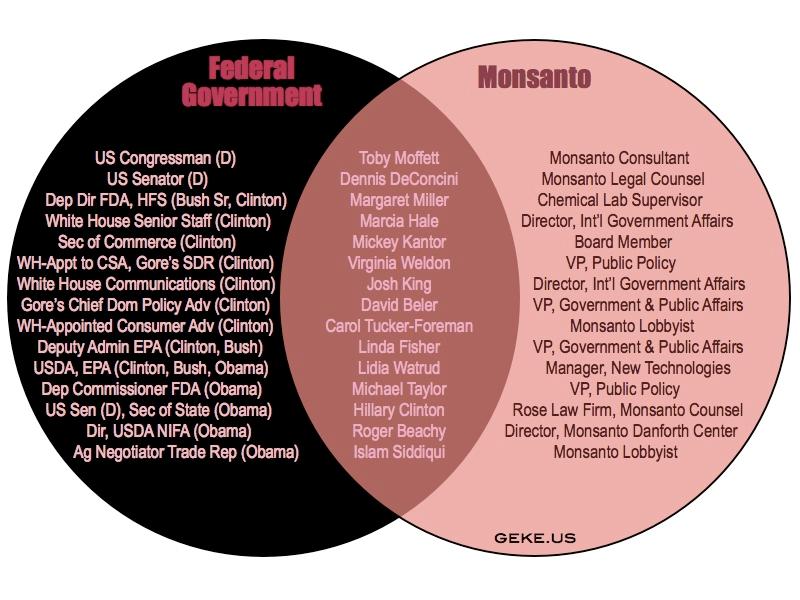 Federal
Government
Monsanto
US Congressman (D) Toby Moffett Monsanto Consultant
US Senator (D) Dennis DeConcini Monsanto Legal Counsel
Dep Dir FDA, HFS (Bush Sr, Clinton) Margaret Miller Chemical Lab Supervisor
White House Senior Staff (Clinton) Marcia Hale Director, Int'l Government Affairs
Sec of Commerce (Clinton) Mickey Kantor Board Member
WH-Appt to CSA, Gore's SDR (Clinton) Virginia Weldon VP, Public Policy
White House Communications (Clinton) Josh King Director, Int'l Government Affairs
Gore's Chief Dom Policy Adv (Clinton) David Beler VP, Government & Public Affairs
WH-Appointed Consumer Adv (Clinton) Carol Tucker-Foreman Monsanto Lobbyist
Deputy Admin EPA (Clinton, Bush) Linda Fisher VP, Government & Public Affairs
USDA, EPA (Clinton, Bush, Obama) Lidia Watrud Manager, New Technologies
Dep Commissioner FDA (Obama) Michael Taylor VP, Public Policy
US Sen (D), Sec of State (Obama) Hillary Clinton Rose Law Firm, Monsanto Counsel
Dir, USDA NIFA (Obama) Roger Beachy Director, Monsanto Danforth Center
Ag Negotiator Trade Rep (Obama) Islam Siddiqui Monsanto Lobbyist
GEKE.US